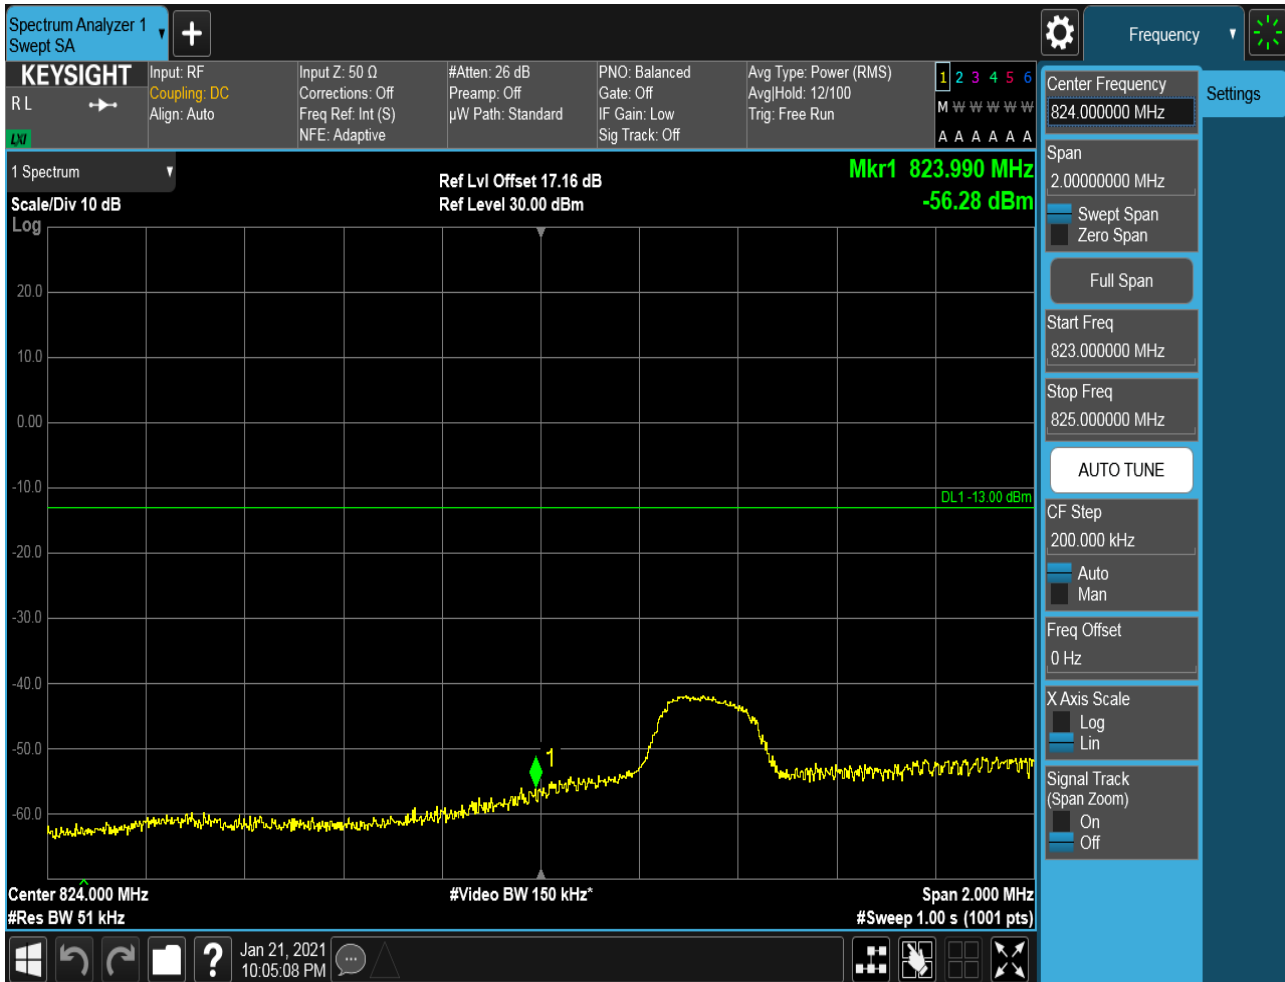 Spectrum Analyzer 1
Swept SA
+
Frequency
KEYSIGHT
R L
LXI
Input: RF
Coupling: DC
Align: Auto
Input Z: 50 Ω
Corrections: Off
Freq Ref: Int (S)
NFE: Adaptive
#Atten: 26 dB
Preamp: Off
µW Path: Standard
PNO: Balanced
Gate: Off
IF Gain: Low
Sig Track: Off
Avg Type: Power (RMS)
Avg|Hold: 12/100
Trig: Free Run
1 2 3 4 5 6
M W W W W W
A A A A A A
1 Spectrum
Scale/Div 10 dB
Log
Ref Lvl Offset 17.16 dB
Ref Level 30.00 dBm
Mkr1 823.990 MHz
-56.28 dBm
20.0
10.0
0.00
-10.0
DL1 -13.00 dBm
-20.0
-30.0
-40.0
-50.0
1
-60.0
Center 824.000 MHz
#Video BW 150 kHz*
Span 2.000 MHz
#Res BW 51 kHz
#Sweep 1.00 s (1001 pts)
?
Jan 21, 2021
10:05:08 PM
Center Frequency
824.000000 MHz
Settings
Span
2.00000000 MHz
Swept Span
Zero Span
Full Span
Start Freq
823.000000 MHz
Stop Freq
825.000000 MHz
AUTO TUNE
CF Step
200.000 kHz
Auto
Man
Freq Offset
0 Hz
X Axis Scale
Log
Lin
Signal Track
(Span Zoom)
On
Off